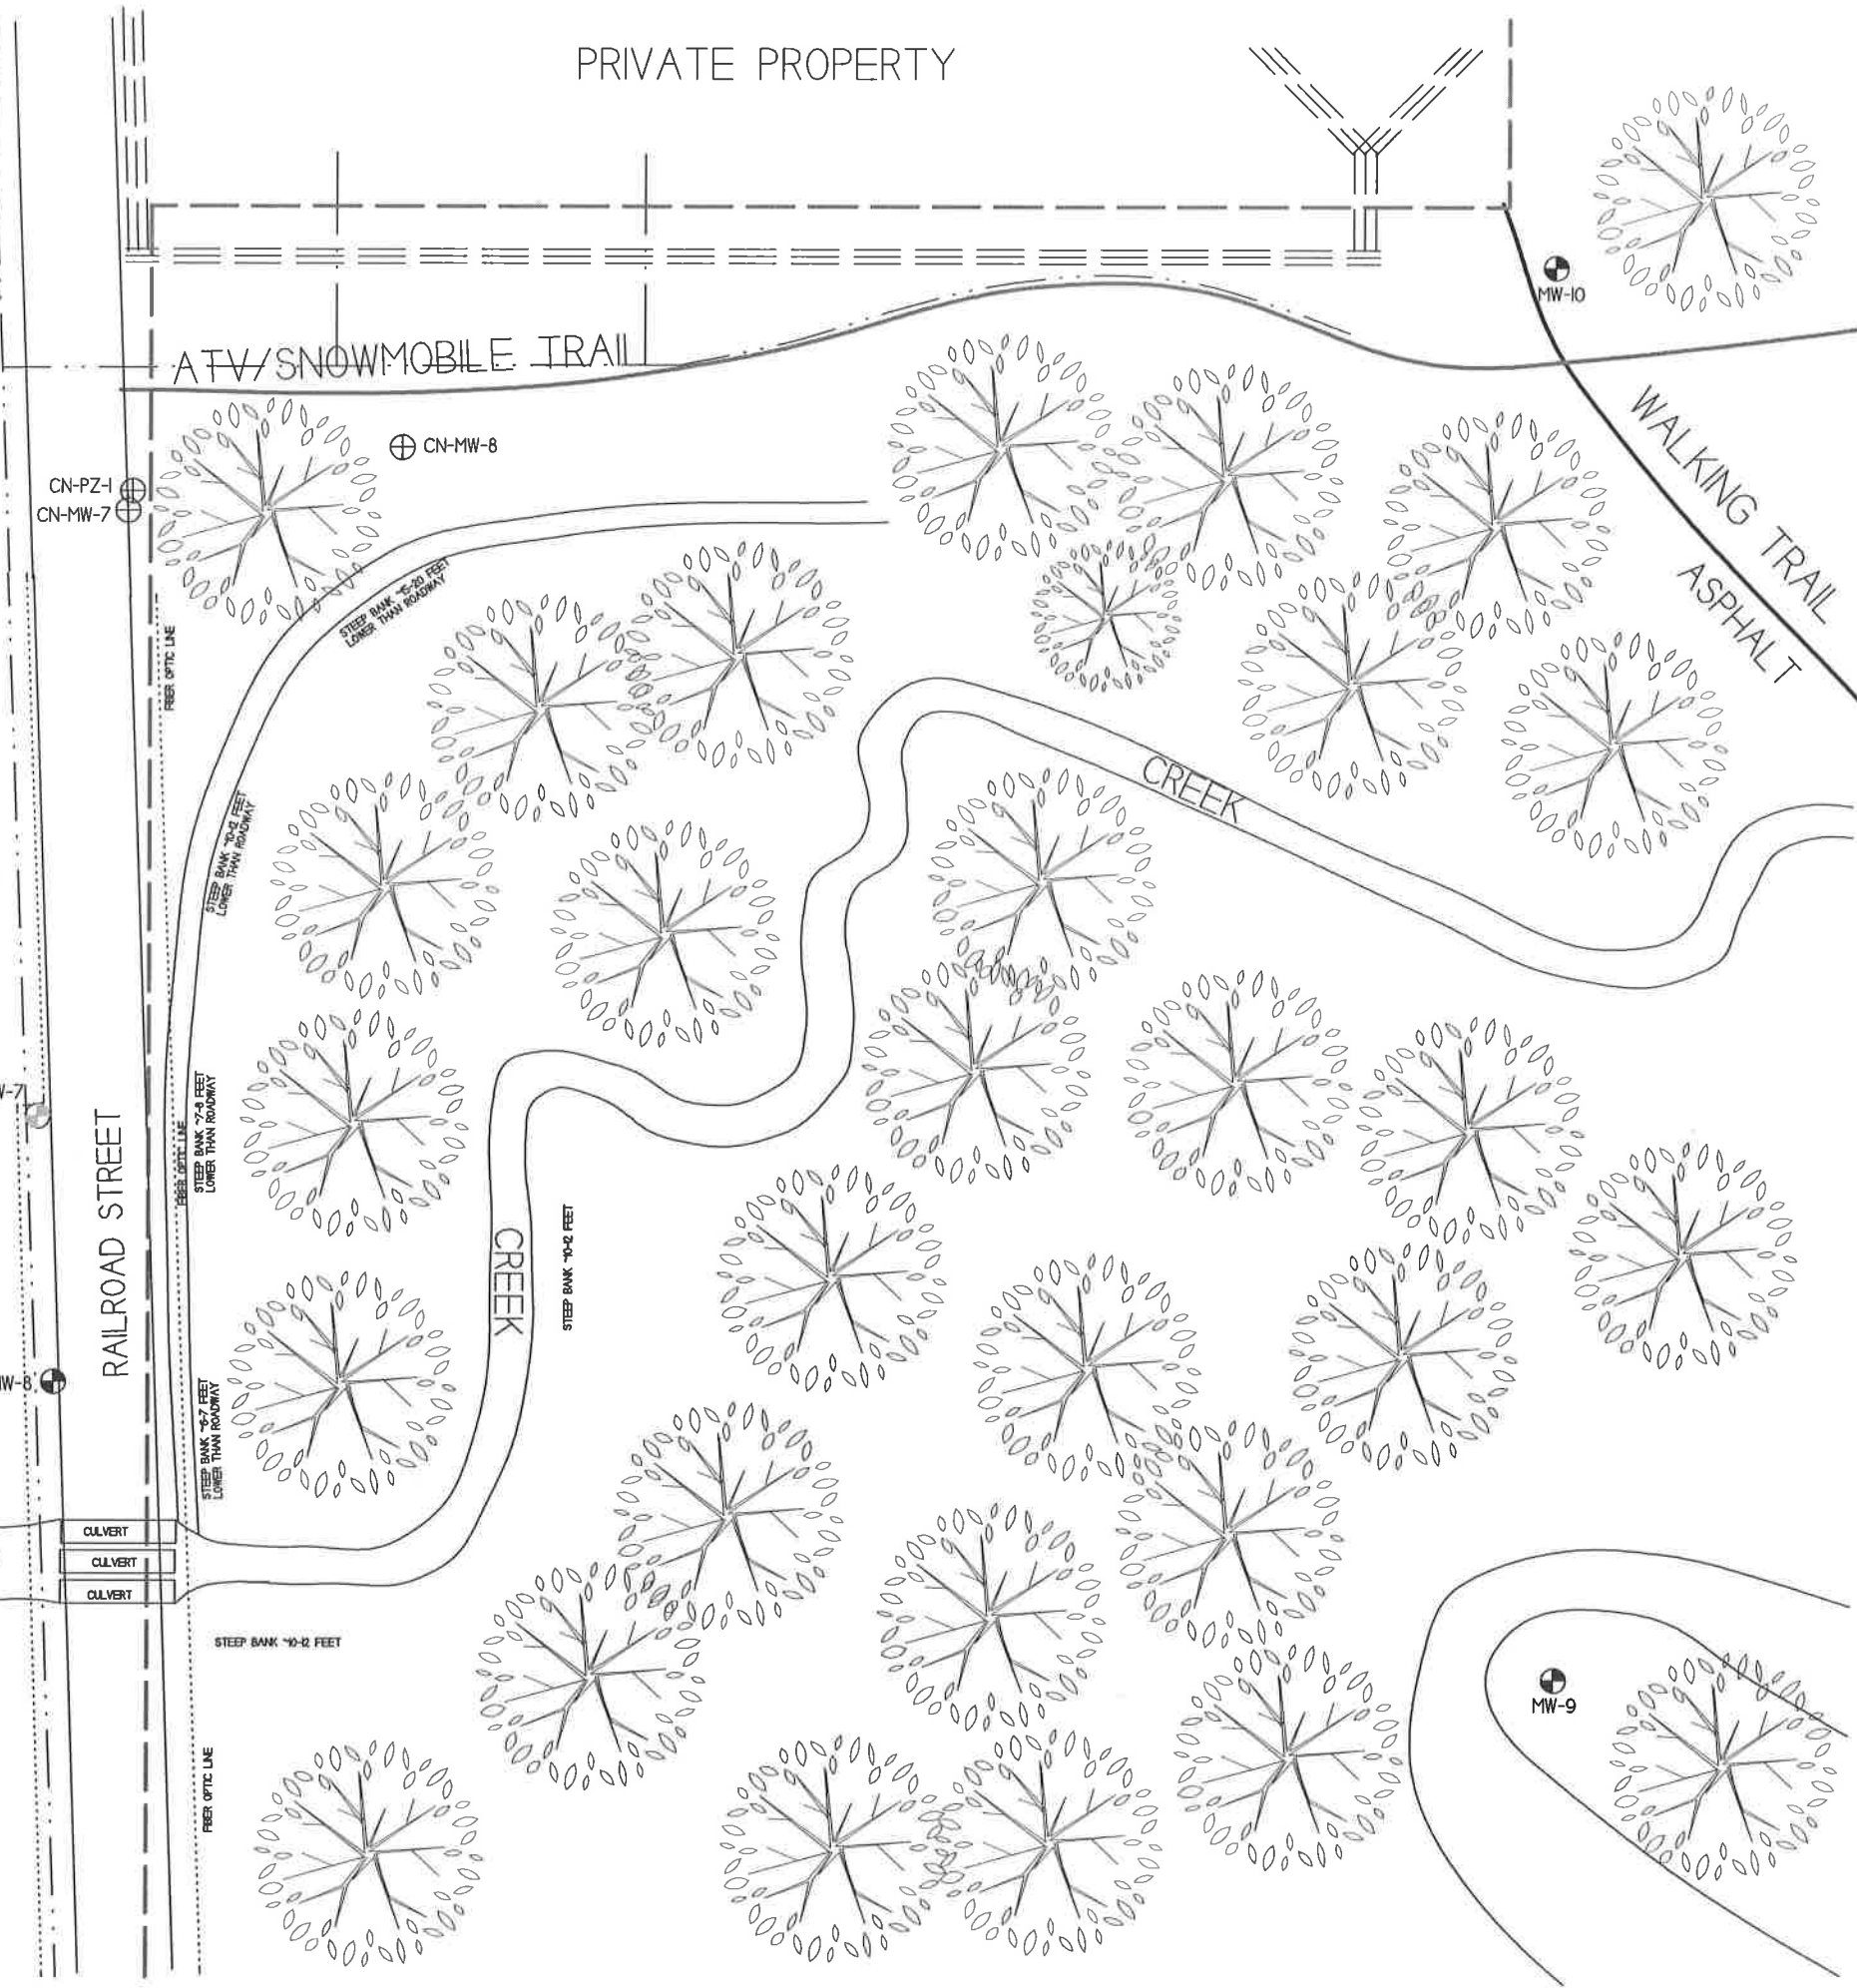 PRIVATE PROPERTY
MW-10
ATV/SNOWMOBILE TRAIL
WALKING TRAIL
ASPHALT
CN-MW-8
CN-PZ-1
CN-MW-7
STEEP BANK ~15-20 FEET
LOWER THAN ROADWAY
FIBER OPTIC LINE
CREEK
STEEP BANK ~10-12 FEET
LOWER THAN ROADWAY
STEEP BANK ~7-8 FEET
LOWER THAN ROADWAY
FIBER OPTIC LINE
RAILROAD STREET
CREEK
STEEP BANK ~10-12 FEET
W-7
W-8
STEEP BANK ~6-7 FEET
LOWER THAN ROADWAY
CULVERT
CULVERT
CULVERT
STEEP BANK ~10-12 FEET
MW-9
FIBER OPTIC LINE